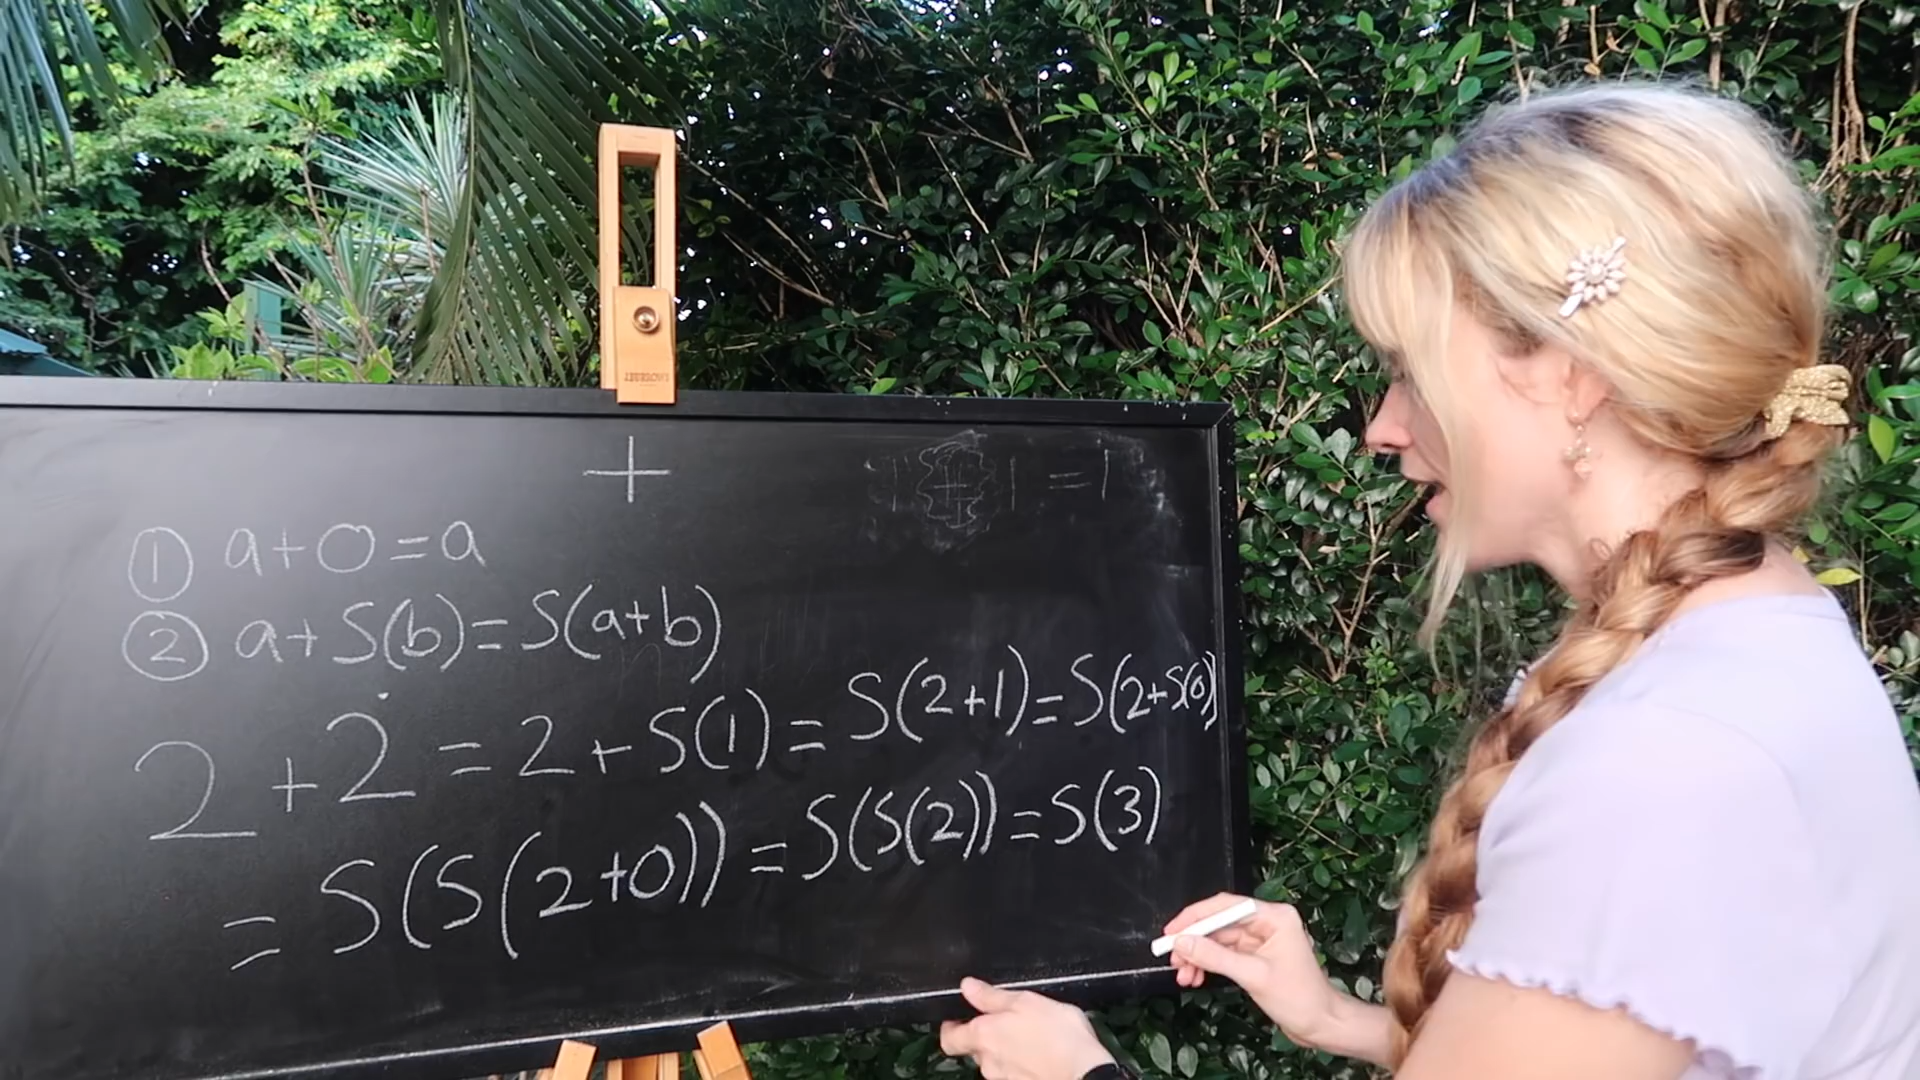 +
1 = 1
① a+0=a
② a+S(b)=S(a+b)
2+2=2+S(1)=S(2+1)=S(2+S(0))
=S(S(2+0))=S(S(2))=S(3)